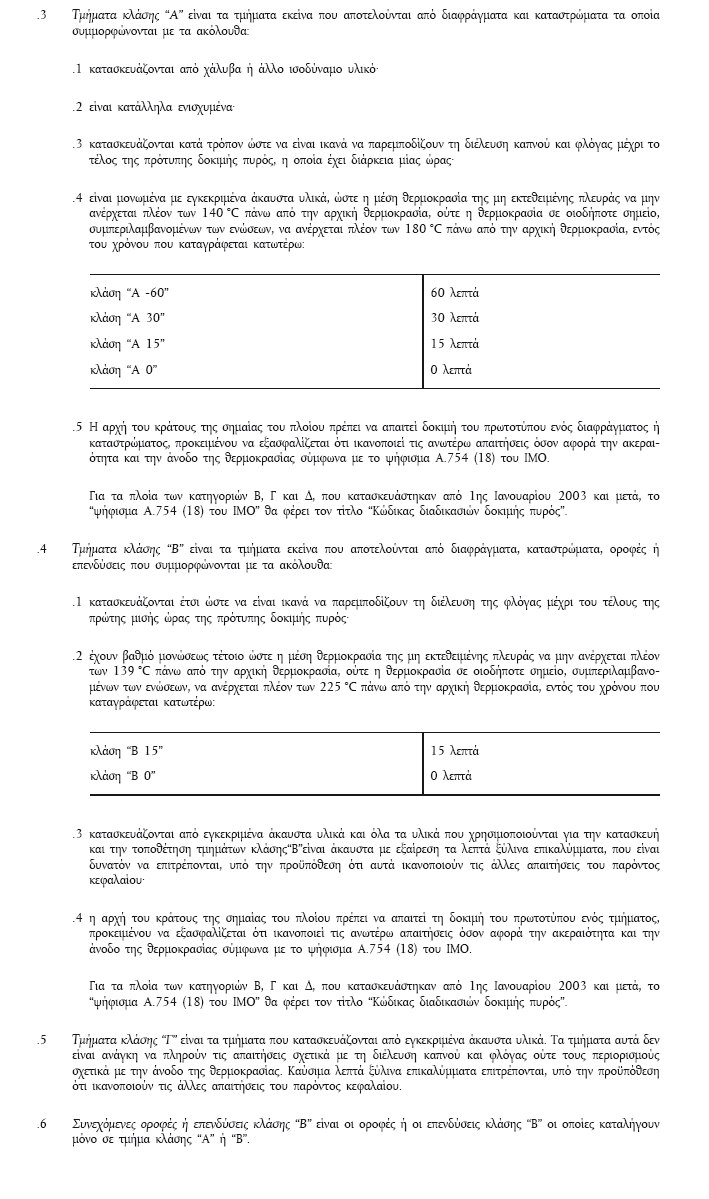 .3 Τμήματα κλάσης “Α” είναι τα τμήματα εκείνα που αποτελούνται από διαφράγματα και καταστρώματα τα οποία
συμμορφώνονται με τα ακόλουθα:
.1 κατασκευάζονται από χάλυβα ή άλλο ισοδύναμο υλικό·
.2 είναι κατάλληλα ενισχυμένα·
.3 κατασκευάζονται κατά τρόπον ώστε να είναι ικανά να παρεμποδίζουν τη διέλευση καπνού και φλόγας μέχρι το
τέλος της πρότυπης δοκιμής πυρός, η οποία έχει διάρκεια μίας ώρας·
.4 είναι μονωμένα με εγκεκριμένα άκαυστα υλικά, ώστε η μέση θερμοκρασία της μη εκτεθειμένης πλευράς να μην
ανέρχεται πλέον των 140 °C πάνω από την αρχική θερμοκρασία, ούτε η θερμοκρασία σε οιοδήποτε σημείο,
συμπεριλαμβανομένων των ενώσεων, να ανέρχεται πλέον των 180 °C πάνω από την αρχική θερμοκρασία, εντός
του χρόνου που καταγράφεται κατωτέρω:
κλάση “Α -60” 60 λεπτά
κλάση “Α 30” 30 λεπτά
κλάση “Α 15” 15 λεπτά
κλάση “Α 0” 0 λεπτά
.5 Η αρχή του κράτους της σημαίας του πλοίου πρέπει να απαιτεί δοκιμή του πρωτοτύπου ενός διαφράγματος ή
καταστρώματος, προκειμένου να εξασφαλίζεται ότι ικανοποιεί τις ανωτέρω απαιτήσεις όσον αφορά την ακεραι-
ότητα και την άνοδο της θερμοκρασίας σύμφωνα με το ψήφισμα A.754 (18) του ΙΜΟ.
Για τα πλοία των κατηγοριών Β, Γ και Δ, που κατασκευάστηκαν από 1ης Ιανουαρίου 2003 και μετά, το
“ψήφισμα A.754 (18) του ΙΜΟ” θα φέρει τον τίτλο “Κώδικας διαδικασιών δοκιμής πυρός”.
.4 Τμήματα κλάσης “Β” είναι τα τμήματα εκείνα που αποτελούνται από διαφράγματα, καταστρώματα, οροφές ή
επενδύσεις που συμμορφώνονται με τα ακόλουθα:
.1 κατασκευάζονται έτσι ώστε να είναι ικανά να παρεμποδίζουν τη διέλευση της φλόγας μέχρι του τέλους της
πρώτης μισής ώρας της πρότυπης δοκιμής πυρός·
.2 έχουν βαθμό μονώσεως τέτοιο ώστε η μέση θερμοκρασία της μη εκτεθειμένης πλευράς να μην ανέρχεται πλέον
των 139 °C πάνω από την αρχική θερμοκρασία, ούτε η θερμοκρασία σε οιοδήποτε σημείο, συμπεριλαμβανο-
μένων των ενώσεων, να ανέρχεται πλέον των 225 °C πάνω από την αρχική θερμοκρασία, εντός του χρόνου που
καταγράφεται κατωτέρω:
κλάση “Β 15” 15 λεπτά
κλάση “Β 0” 0 λεπτά
.3 κατασκευάζονται από εγκεκριμένα άκαυστα υλικά και όλα τα υλικά που χρησιμοποιούνται για την κατασκευή
και την τοποθέτηση τμημάτων κλάσης“Β”είναι άκαυστα με εξαίρεση τα λεπτά ξύλινα επικαλύμματα, που είναι
δυνατόν να επιτρέπονται, υπό την προϋπόθεση ότι αυτά ικανοποιούν τις άλλες απαιτήσεις του παρόντος
κεφαλαίου·
.4 η αρχή του κράτους της σημαίας του πλοίου πρέπει να απαιτεί τη δοκιμή του πρωτοτύπου ενός τμήματος,
προκειμένου να εξασφαλίζεται ότι ικανοποιεί τις ανωτέρω απαιτήσεις όσον αφορά την ακεραιότητα και την
άνοδο της θερμοκρασίας σύμφωνα με το ψήφισμα A.754 (18) του ΙΜΟ.
Για τα πλοία των κατηγοριών Β, Γ και Δ, που κατασκευάστηκαν από 1ης Ιανουαρίου 2003 και μετά, το
“ψήφισμα A.754 (18) του ΙΜΟ” θα φέρει τον τίτλο “Κώδικας διαδικασιών δοκιμής πυρός”.
.5 Τμήματα κλάσης “Γ” είναι τα τμήματα που κατασκευάζονται από εγκεκριμένα άκαυστα υλικά. Τα τμήματα αυτά δεν
είναι ανάγκη να πληρούν τις απαιτήσεις σχετικά με τη διέλευση καπνού και φλόγας ούτε τους περιορισμούς
σχετικά με την άνοδο της θερμοκρασίας. Καύσιμα λεπτά ξύλινα επικαλύμματα επιτρέπονται, υπό την προϋπόθεση
ότι ικανοποιούν τις άλλες απαιτήσεις του παρόντος κεφαλαίου.
.6 Συνεχόμενες οροφές ή επενδύσεις κλάσης “Β” είναι οι οροφές ή οι επενδύσεις κλάσης “Β” οι οποίες καταλήγουν
μόνο σε τμήμα κλάσης “Α” ή “Β”.